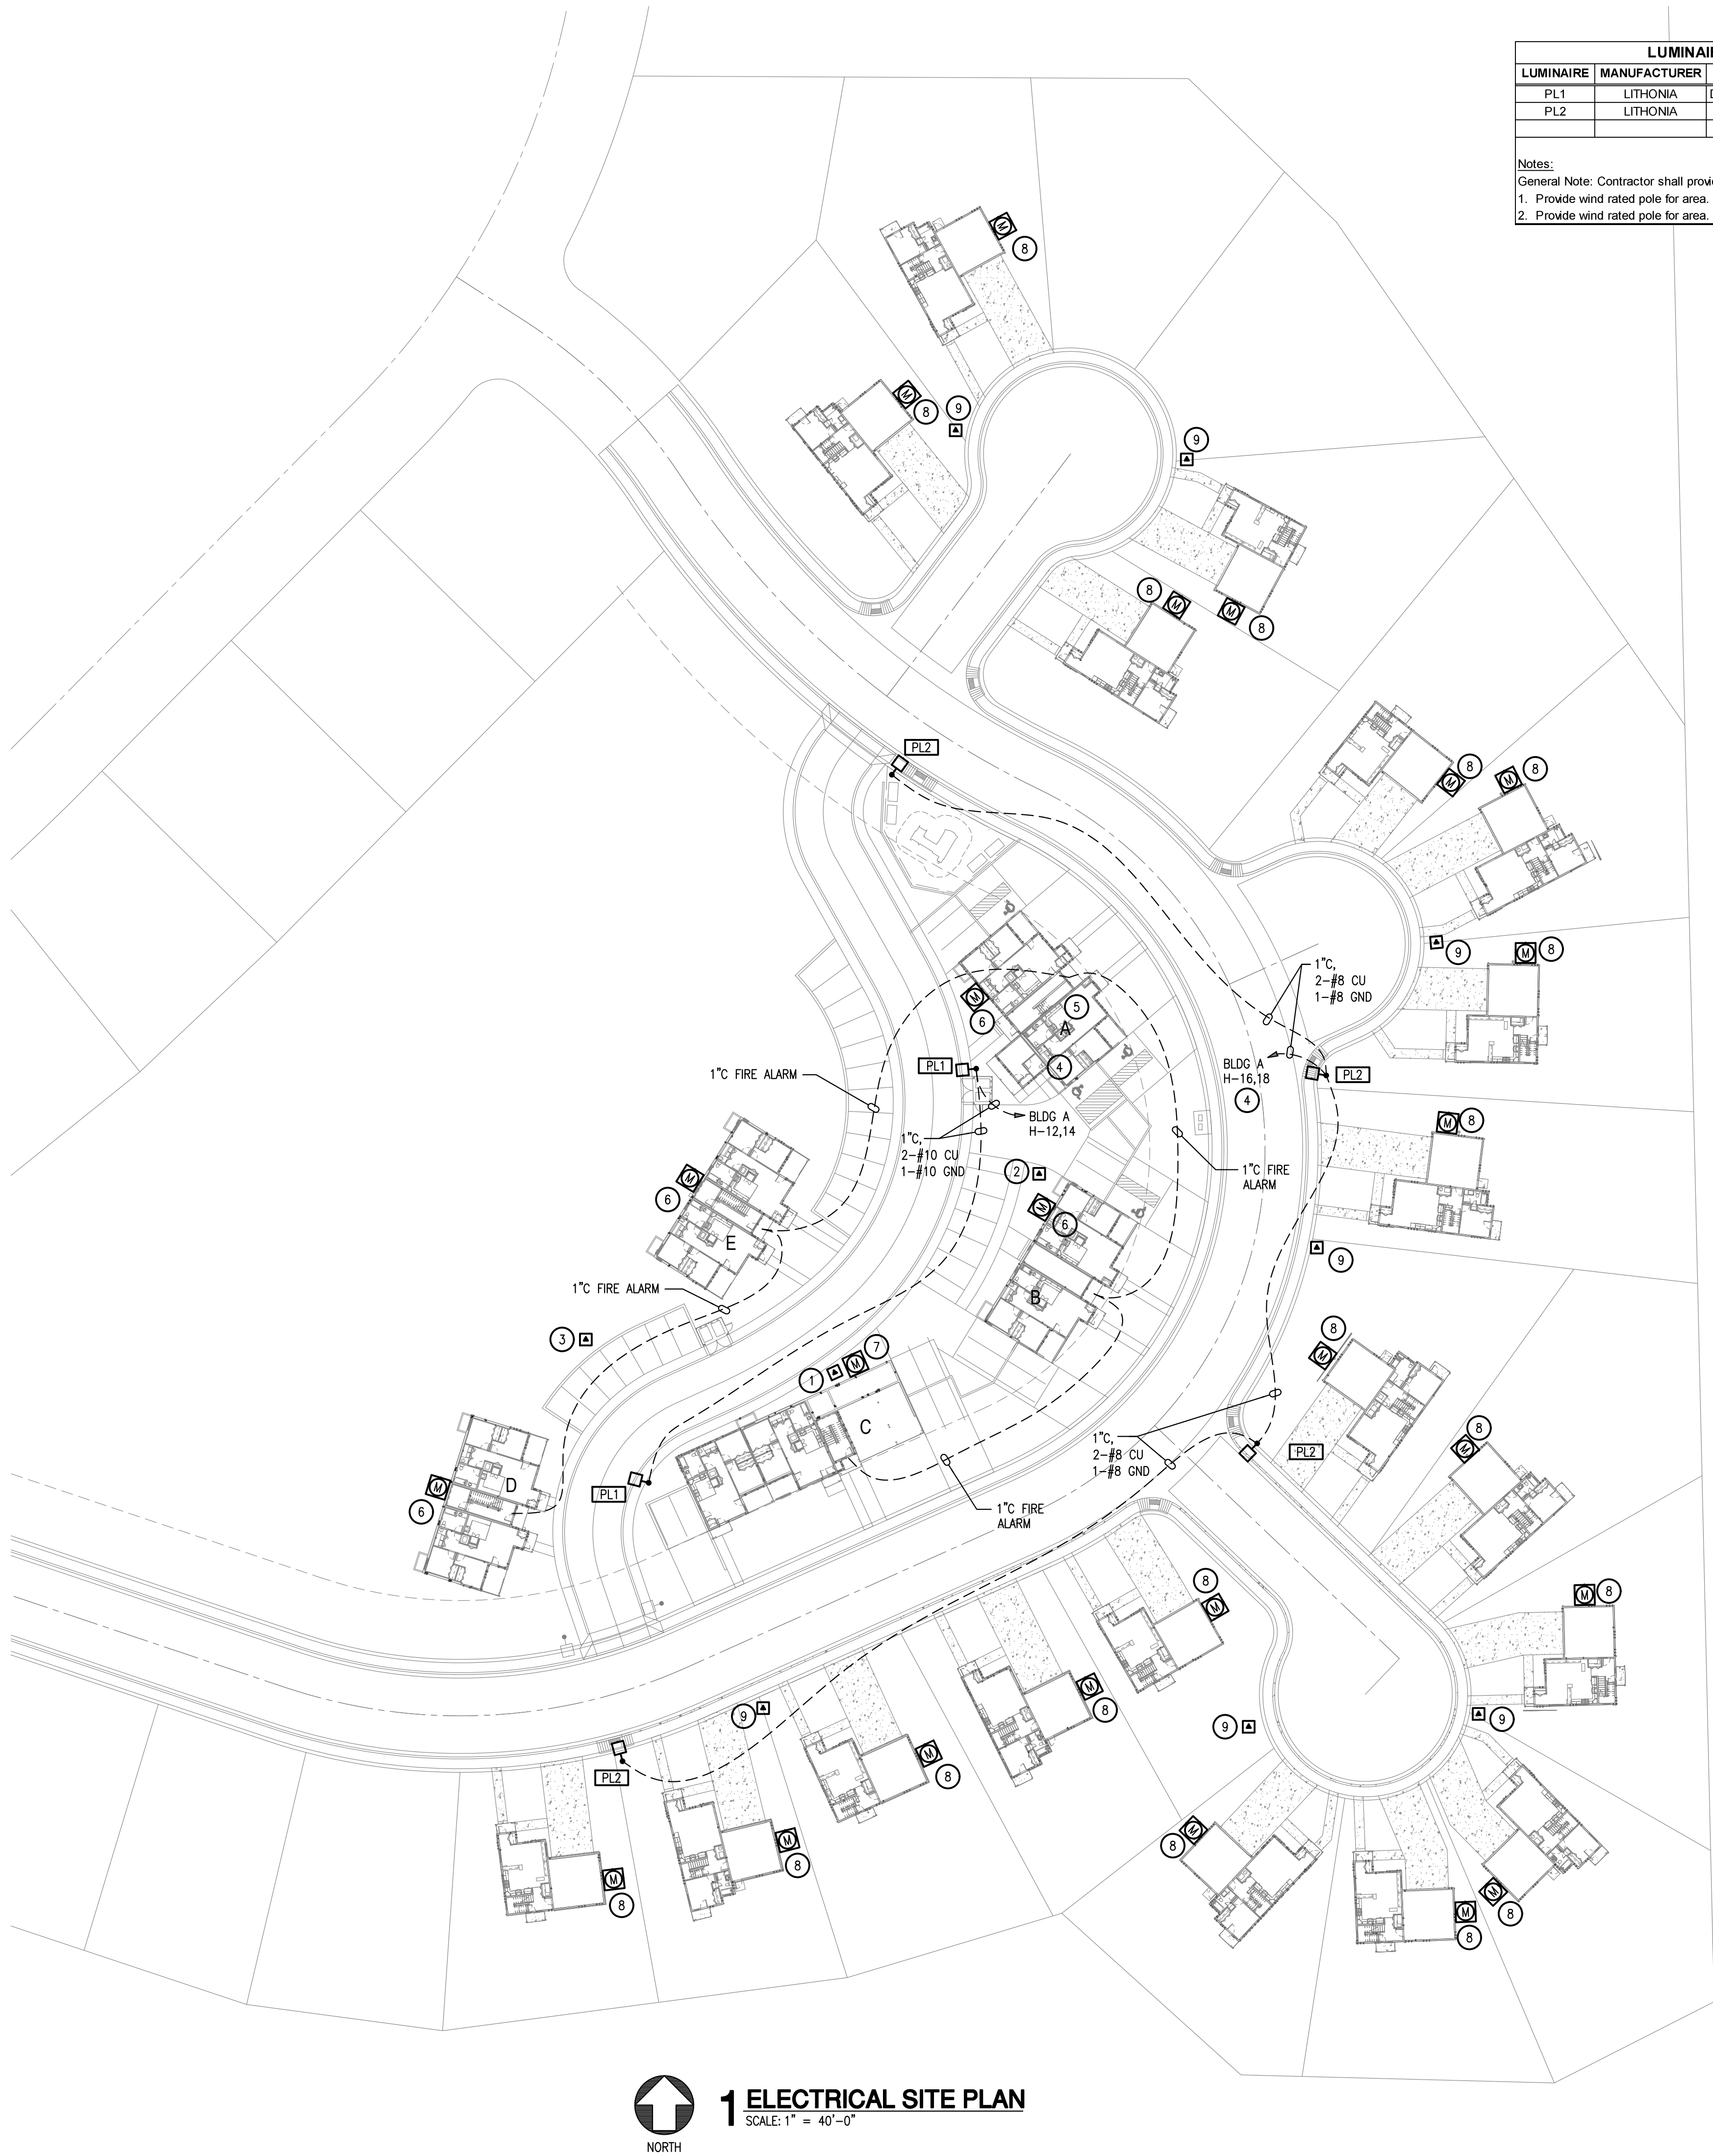 LUMINAI
LUMINAIRE MANUFACTURER
PL1 LITHONIA
PL2 LITHONIA
Notes:
General Note: Contractor shall provi
1. Provide wind rated pole for area.
2. Provide wind rated pole for area.
M
8
M
8
9
9
8
M
M
8
PL2
M
8
M
8
9
M
8
1"C,
2-#8 CU
1-#8 GND
M
6
5
A
4
PL1
1"C FIRE ALARM
BLDG A
H-12,14
1"C,
2-#10 CU
1-#10 GND
BLDG A
H-16,18
4
PL2
M
8
2
1"C FIRE
ALARM
M
6
E
M
6
B
9
1"C FIRE ALARM
3
1
M
7
C
8
M
M
8
1"C,
2-#8 CU
1-#8 GND
PL2
M
6
D
PL1
1"C FIRE
ALARM
8
M
M
8
9
M
8
9
9
M
8
PL2
M
8
M
8
M
8
M
8
M
8
M
8
1 ELECTRICAL SITE PLAN
SCALE: 1" = 40'-0"
NORTH